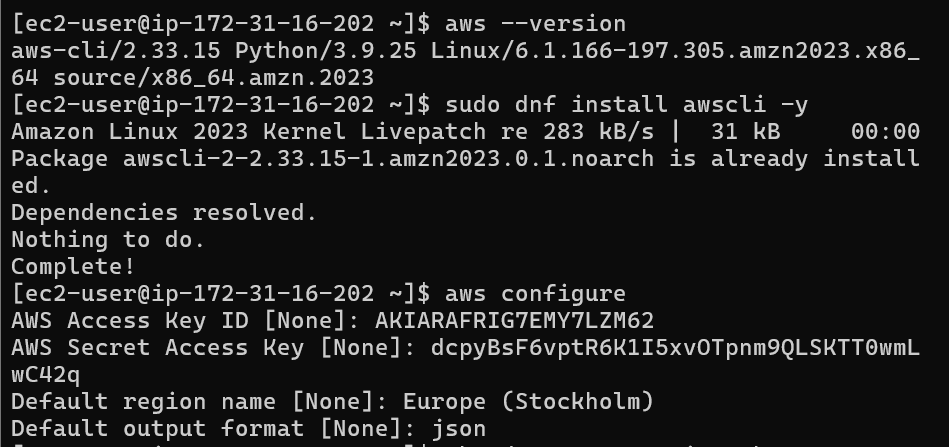 [ec2-user@ip-172-31-16-202 ~]$ aws --version
aws-cli/2.33.15 Python/3.9.25 Linux/6.1.166-197.305.amzn2023.x86_
64 source/x86_64.amzn.2023
[ec2-user@ip-172-31-16-202 ~]$ sudo dnf install awscli -y
Amazon Linux 2023 Kernel Livepatch re 283 kB/s |  31 kB     00:00
Package awscli-2-2.33.15-1.amzn2023.0.1.noarch is already install
ed.
Dependencies resolved.
Nothing to do.
Complete!
[ec2-user@ip-172-31-16-202 ~]$ aws configure
AWS Access Key ID [None]: AKIARAFRIG7EMY7LZM62
AWS Secret Access Key [None]: dcpyBsF6vptR6K1I5xvOTpnm9QLSKTT0wmL
wC42q
Default region name [None]: Europe (Stockholm)
Default output format [None]: json